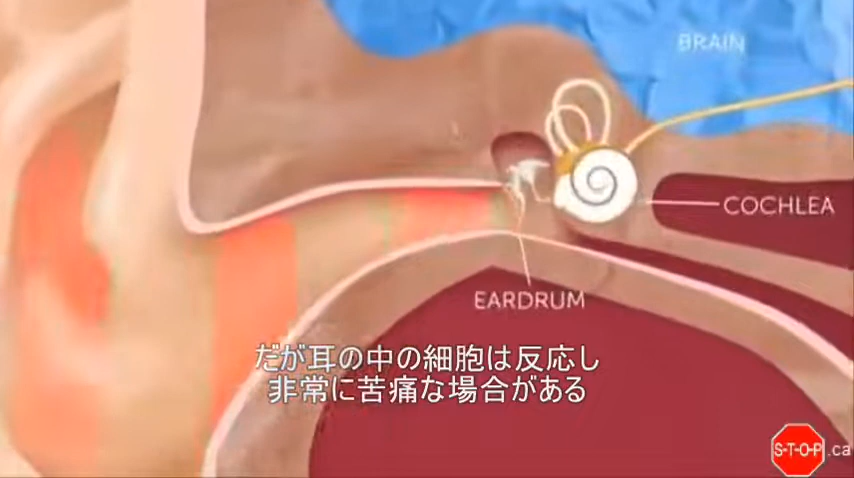 BRAIN
COCHLEA
EARDRUM
だが耳の中の細胞は反応し
非常に苦痛な場合がある
S-T-O-P.ca